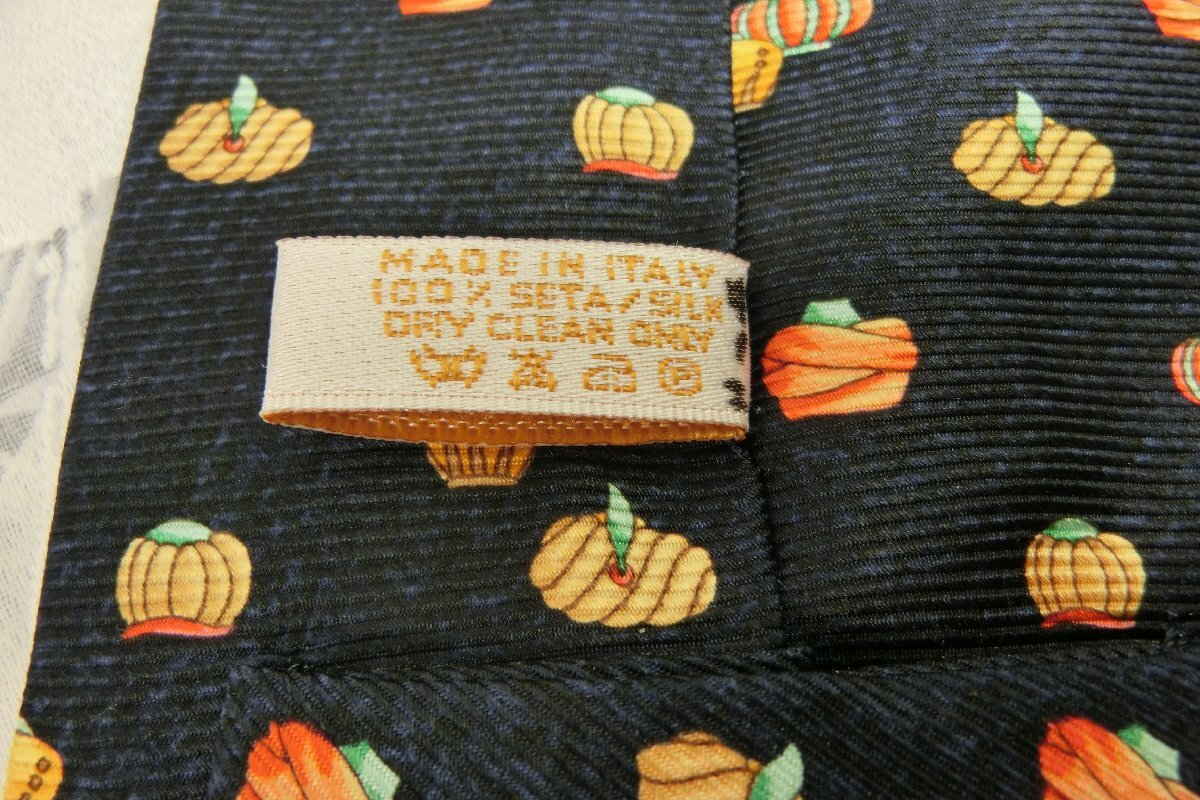 MADE IN ITALY
100% SETA/SILK
DRY CLEAN ONLY
P